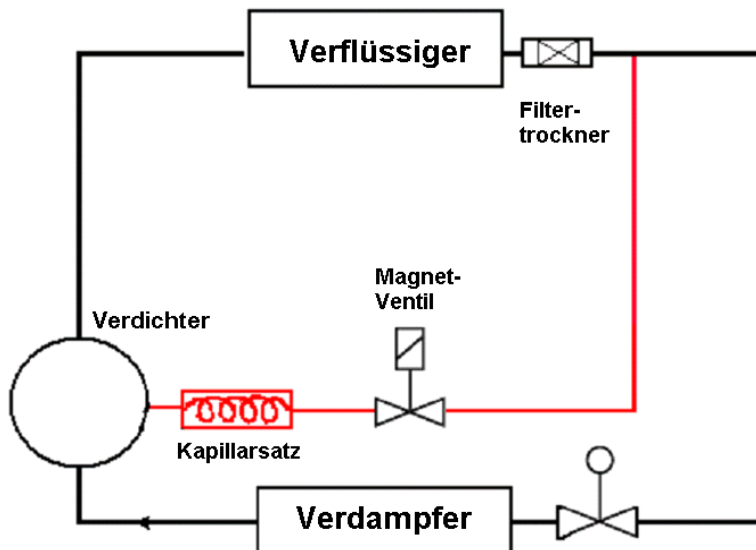 Verflüssiger
Filter-
trockner
Magnet-
Ventil
Verdichter
Kapillarsatz
Verdampfer